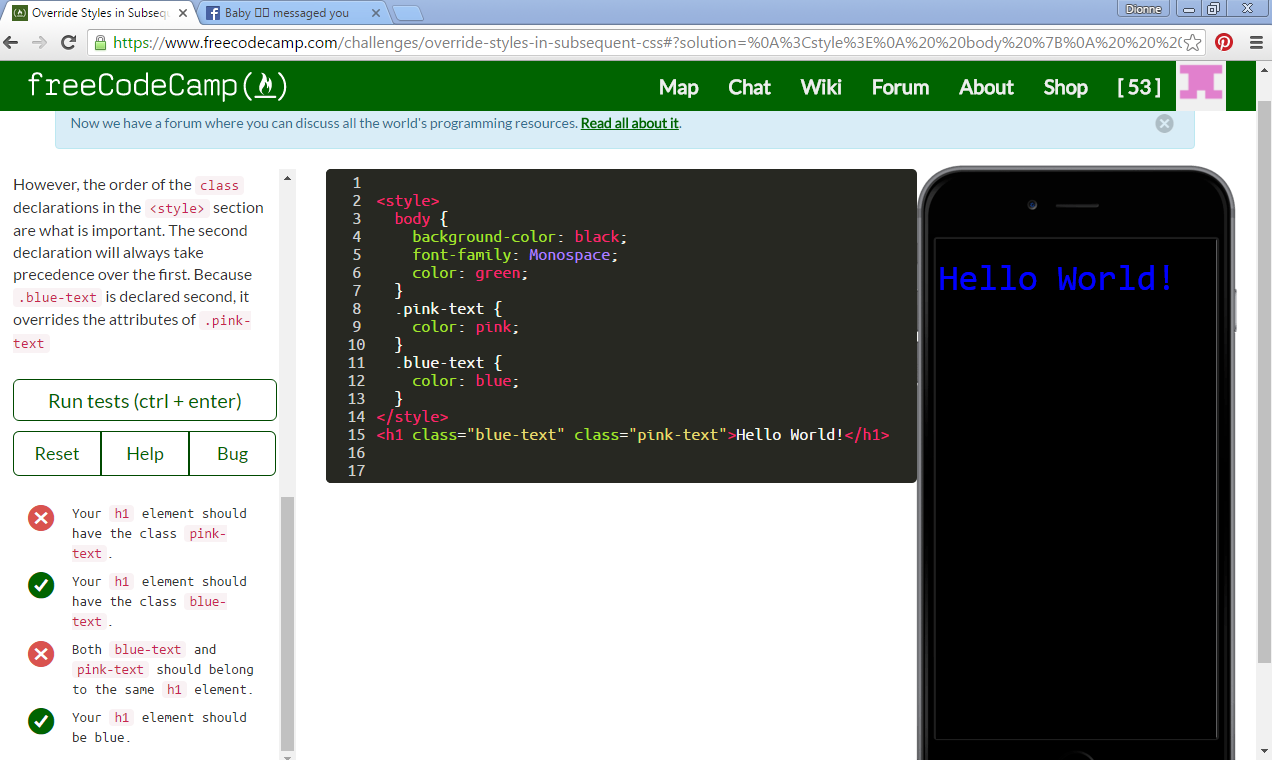 Override Styles in Subsequ
Baby messaged you
Dionne
https://www.freecodecamp.com/challenges/override-styles-in-subsequent-css#?solution=%0A%3Cstyle%3E%0A%20%20body%20%7B%0A%20%20%20
freeCodeCamp(🔥)
Map Chat Wiki Forum About Shop [ 53 ]
Now we have a forum where you can discuss all the world's programming resources. Read all about it.
However, the order of the class
declarations in the <style> section
are what is important. The second
declaration will always take
precedence over the first. Because
.blue-text is declared second, it
overrides the attributes of .pink-
text
Run tests (ctrl + enter)
Reset Help Bug
Your h1 element should
have the class pink-
text.
Your h1 element should
have the class blue-
text.
Both blue-text and
pink-text should belong
to the same h1 element.
Your h1 element should
be blue.
1
2 <style>
3 body {
4 background-color: black;
5 font-family: Monospace;
6 color: green;
7 }
8 .pink-text {
9 color: pink;
10 }
11 .blue-text {
12 color: blue;
13 }
14 </style>
15 <h1 class="blue-text" class="pink-text">Hello World!</h1>
16
17
Hello World!